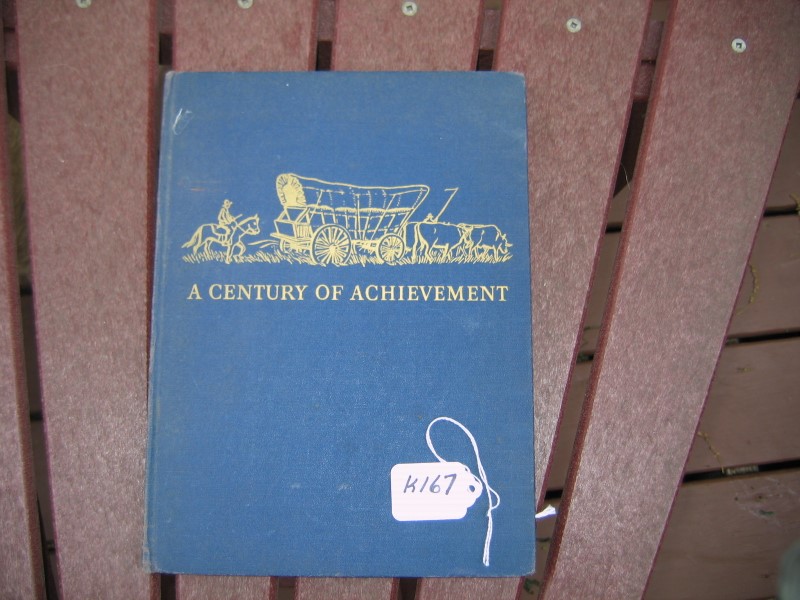 A CENTURY OF ACHIEVEMENT
K167